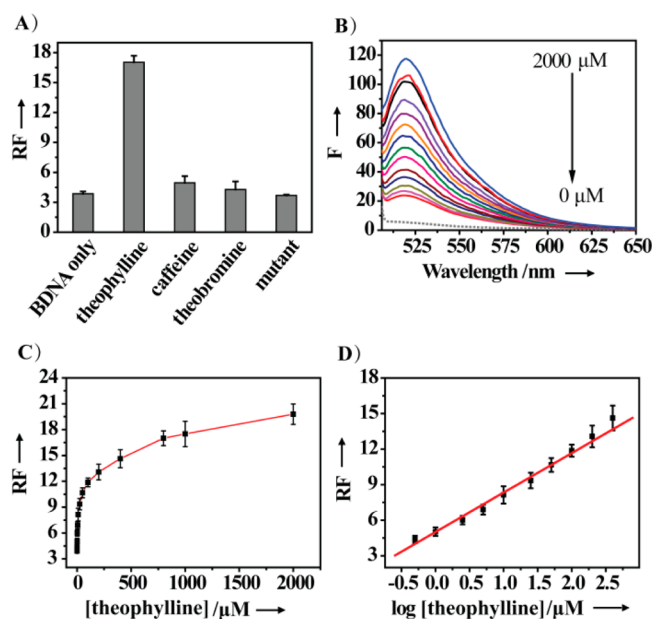 A)
18
15
12
9
6
3
0
RF →
BDNA only
theophylline
caffeine
theobromine
mutant
B)
120
100
80
60
40
20
0
F →
2000 μM
0 μM
525 550 575 600 625 650
Wavelength /nm →
C)
24
21
18
15
12
9
6
3
RF →
0 500 1000 1500 2000
[theophylline] /μM →
D)
18
15
12
9
6
3
RF →
-0.5 0.0 0.5 1.0 1.5 2.0 2.5
log [theophylline]/μM →